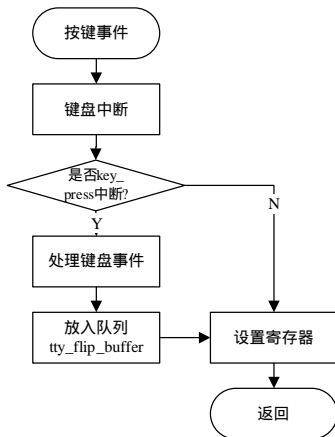 按键事件
键盘中断
是否key_
press中断?
Y
N
处理键盘事件
放入队列
tty_flip_buffer
设置寄存器
返回